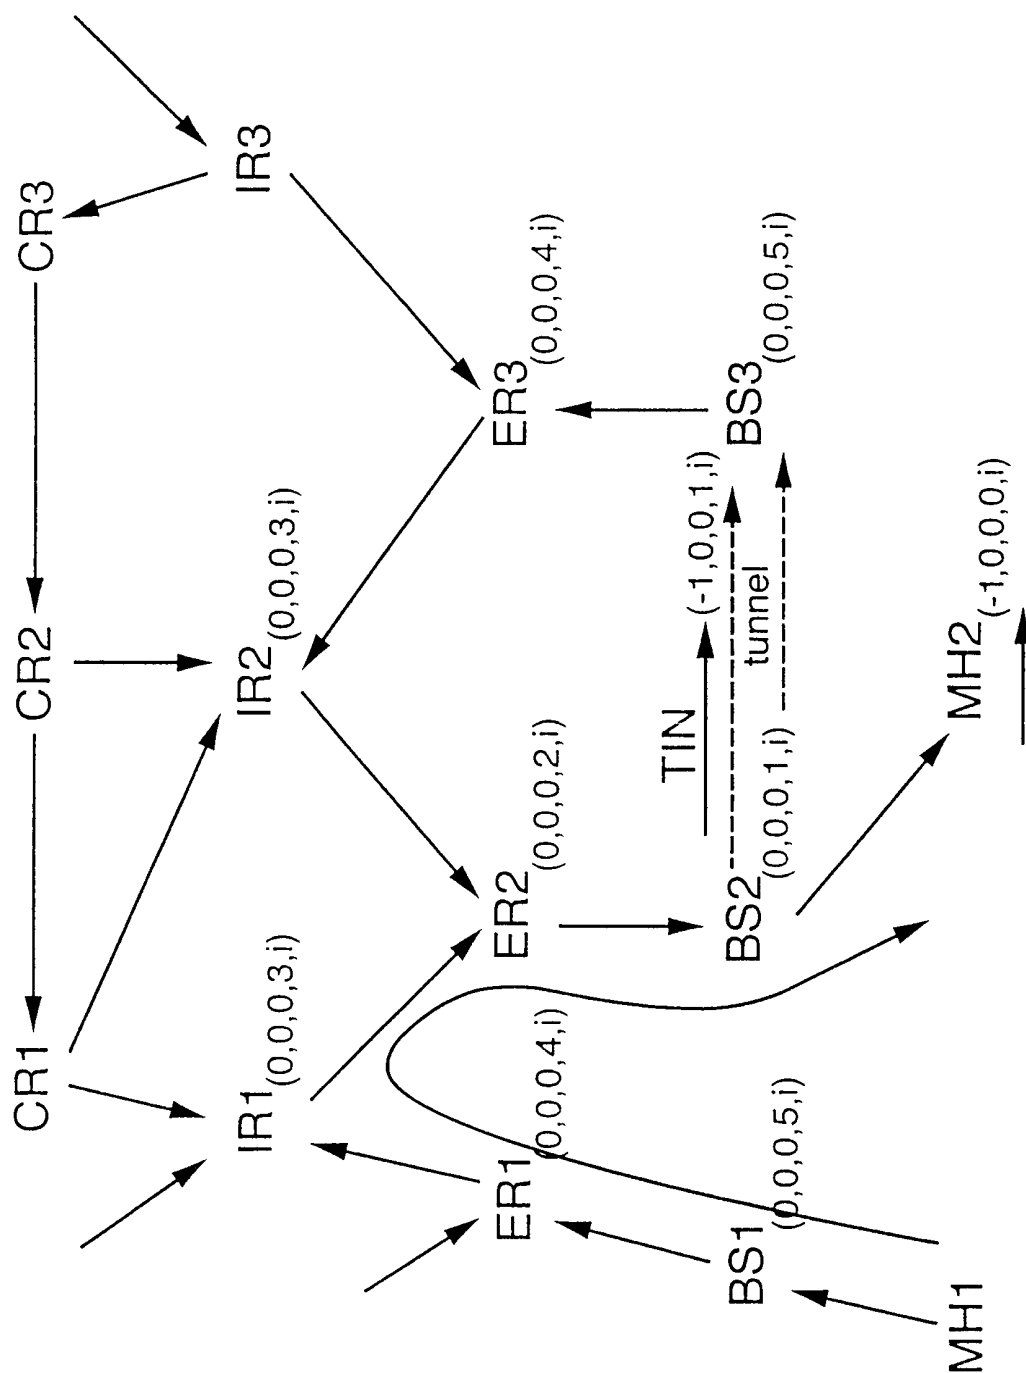 CR1
CR2
CR3
IR1 (0,0,0,3,i)
IR2 (0,0,0,3,i)
IR3
ER1 (0,0,0,4,i)
ER2 (0,0,0,2,i)
ER3 (0,0,0,4,i)
TIN
(-1,0,0,1,i)
tunnel
BS1 (0,0,0,5,i)
BS2 (0,0,0,1,i)
BS3 (0,0,0,5,i)
MH1
MH2 (-1,0,0,0,i)